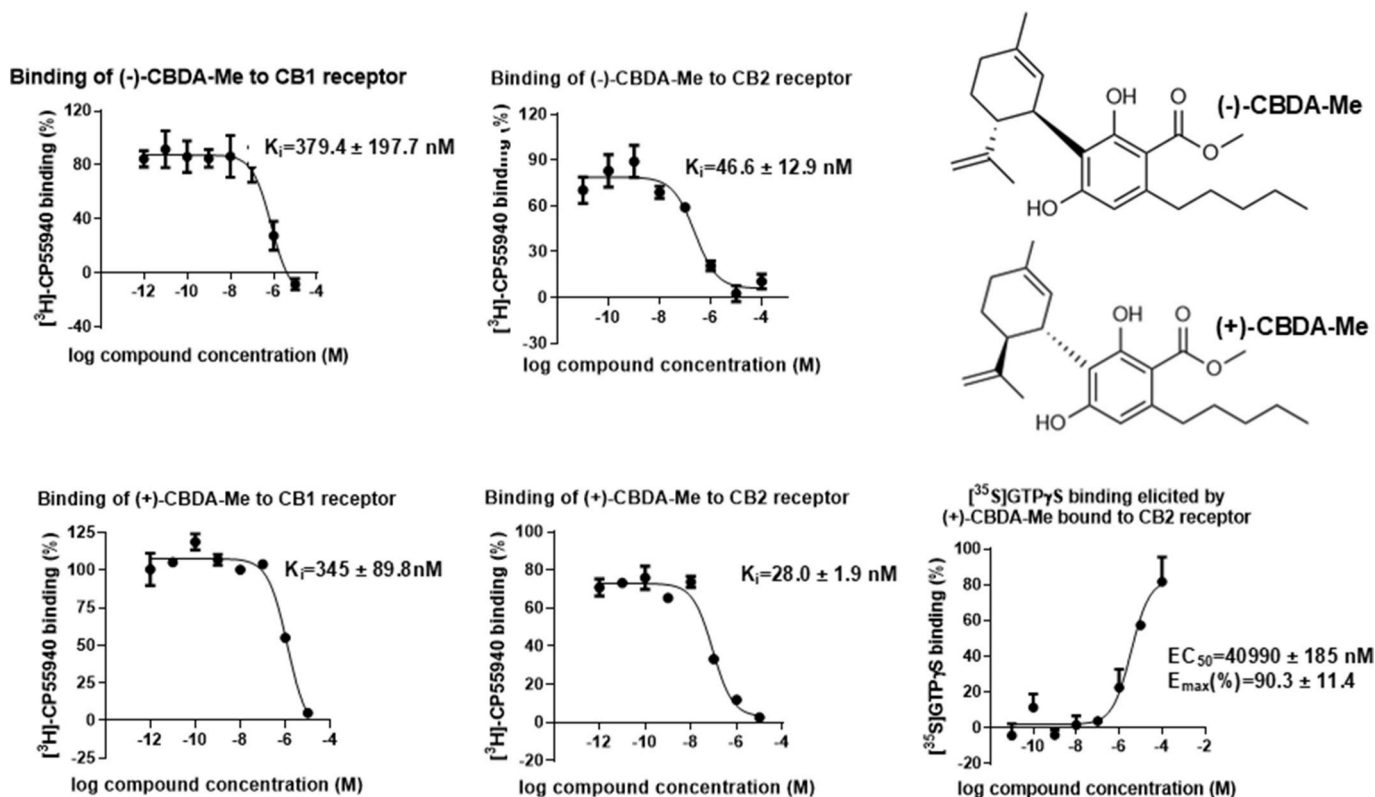 Binding of (-)-CBDA-Me to CB1 receptor
[³H]-CP55940 binding (%)
120
80
40
0
-40
-12 -10 -8 -6 -4
Kᵢ=379.4 ± 197.7 nM
log compound concentration (M)
Binding of (-)-CBDA-Me to CB2 receptor
[³H]-CP55940 binding (%)
120
90
60
30
0
-30
-10 -8 -6 -4
Kᵢ=46.6 ± 12.9 nM
log compound concentration (M)
OH
O
O
HO
(-)-CBDA-Me
OH
O
O
HO
(+)-CBDA-Me
Binding of (+)-CBDA-Me to CB1 receptor
[³H]-CP55940 binding (%)
125
100
75
50
25
0
-25
-12 -10 -8 -6 -4
Kᵢ=345 ± 89.8nM
log compound concentration (M)
Binding of (+)-CBDA-Me to CB2 receptor
[³H]-CP55940 binding (%)
100
80
60
40
20
0
-20
-12 -10 -8 -6 -4
Kᵢ=28.0 ± 1.9 nM
log compound concentration (M)
[³⁵S]GTPγS binding elicited by
(+)-CBDA-Me bound to CB2 receptor
[³⁵S]GTPγS binding (%)
100
80
60
40
20
0
-20
-10 -8 -6 -4 -2
EC₅₀=40990 ± 185 nM
Eₘₐₓ(%)=90.3 ± 11.4
log compound concentration (M)